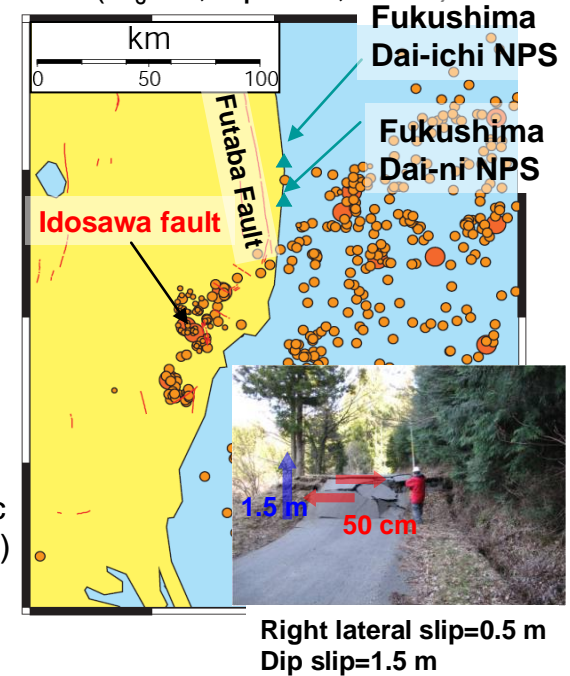 Fukushima
Dai-ichi NPS
km
0 50 100
Fukushima
Dai-ni NPS
Futaba Fault
Idosawa fault
1.5 m
50 cm
c
)
Right lateral slip=0.5 m
Dip slip=1.5 m